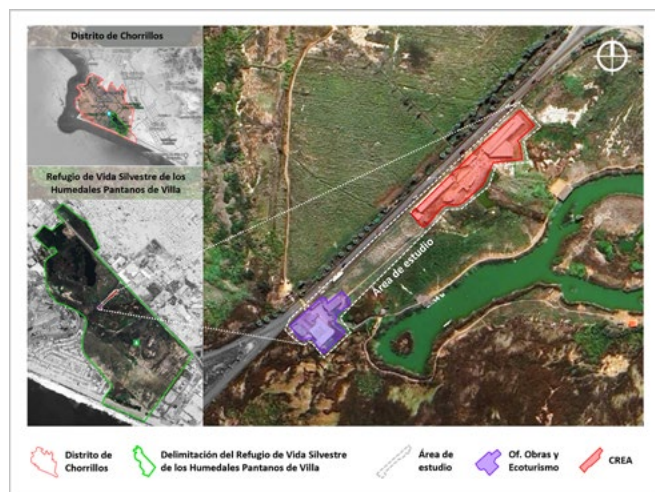 Distrito de Chorrillos
Refugio de Vida Silvestre de los
Humedales Pantanos de Villa
Área de estudio
Distrito de
Chorrillos
Delimitación del Refugio de Vida Silvestre
de los Humedales Pantanos de Villa
Área de
estudio
Of. Obras y
Ecoturismo
CREA